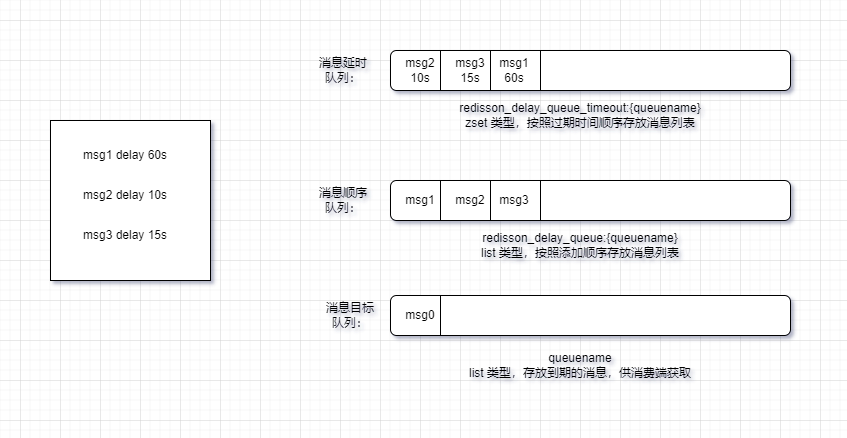 msg1 delay 60s
msg2 delay 10s
msg3 delay 15s
消息延时
队列：
msg2 msg3 msg1
10s 15s 60s
redisson_delay_queue_timeout:{queuename}
zset 类型，按照过期时间顺序存放消息列表
消息顺序
队列：
msg1 msg2 msg3
redisson_delay_queue:{queuename}
list 类型，按照添加顺序存放消息列表
消息目标
队列：
msg0
queuename
list 类型，存放到期的消息，供消费端获取